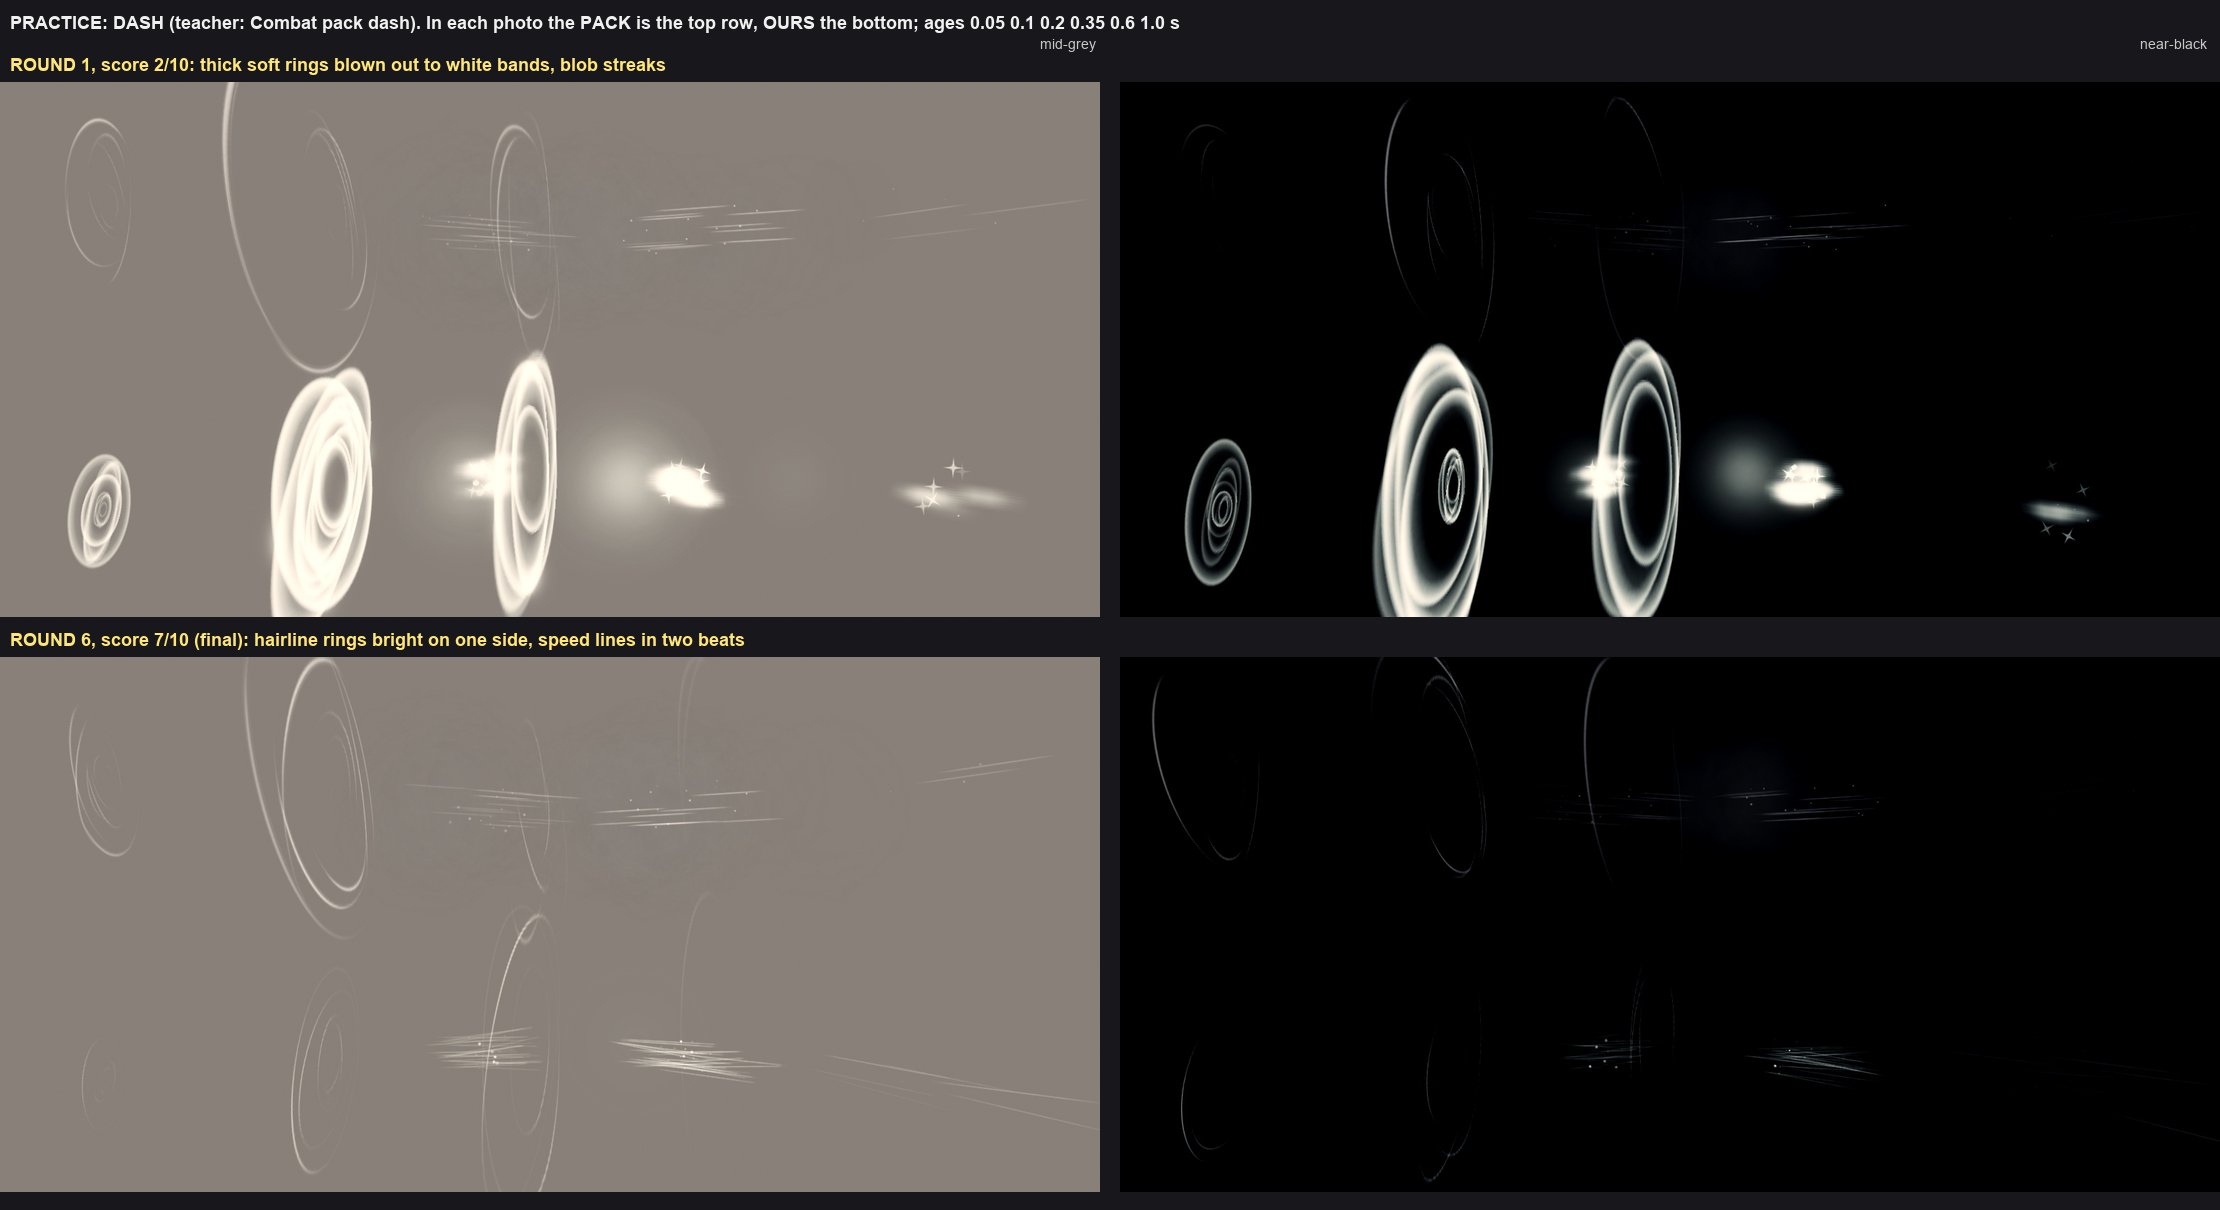 PRACTICE: DASH (teacher: Combat pack dash). In each photo the PACK is the top row, OURS the bottom; ages 0.05 0.1 0.2 0.35 0.6 1.0 s
mid-grey
near-black
ROUND 1, score 2/10: thick soft rings blown out to white bands, blob streaks
ROUND 6, score 7/10 (final): hairline rings bright on one side, speed lines in two beats